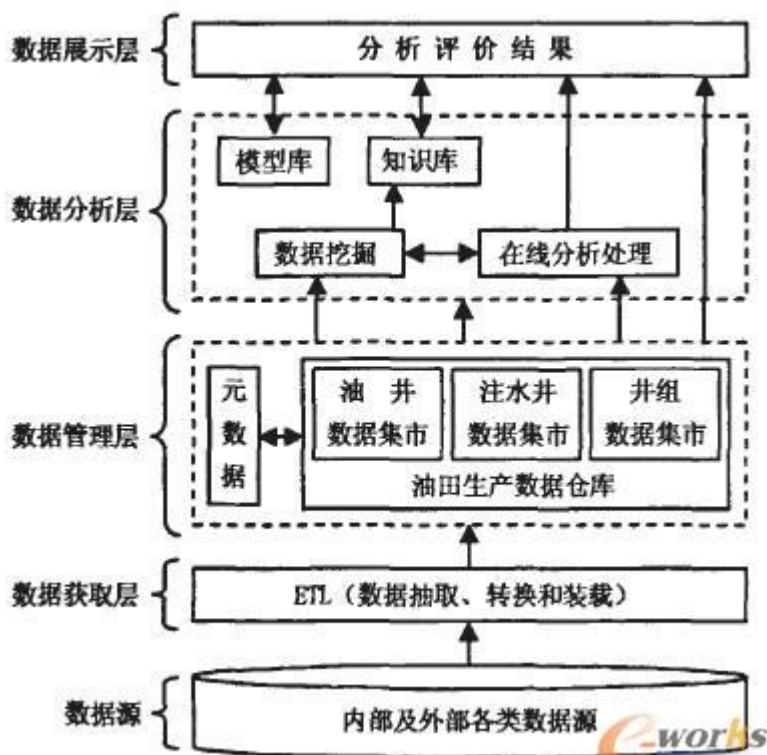 数据展示层
分析评价结果
数据分析层
模型库
知识库
数据挖掘
在线分析处理
数据管理层
元数据
油井
数据集市
注水井
数据集市
井组
数据集市
油田生产数据仓库
数据获取层
ETL（数据抽取、转换和装载）
数据源
内部及外部各类数据源
e-works